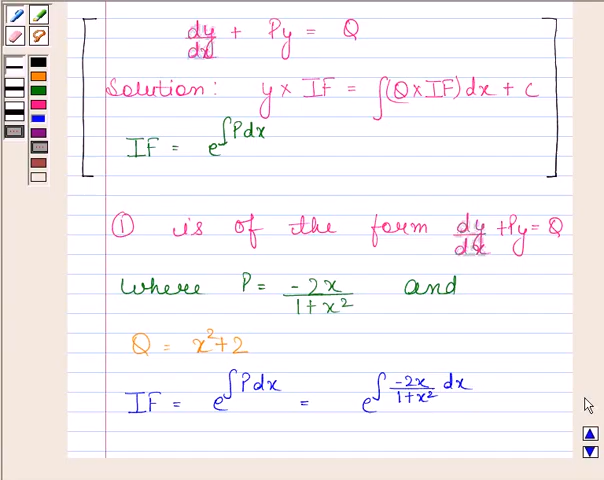 dy/dx + Py = Q
Solution: y × IF = ∫(Q × IF) dx + c
IF = e^∫Pdx
① is of the form dy/dx + Py = Q
where P = -2x/1+x² and
Q = x²+2
IF = e^∫Pdx = e^∫-2x/1+x² dx